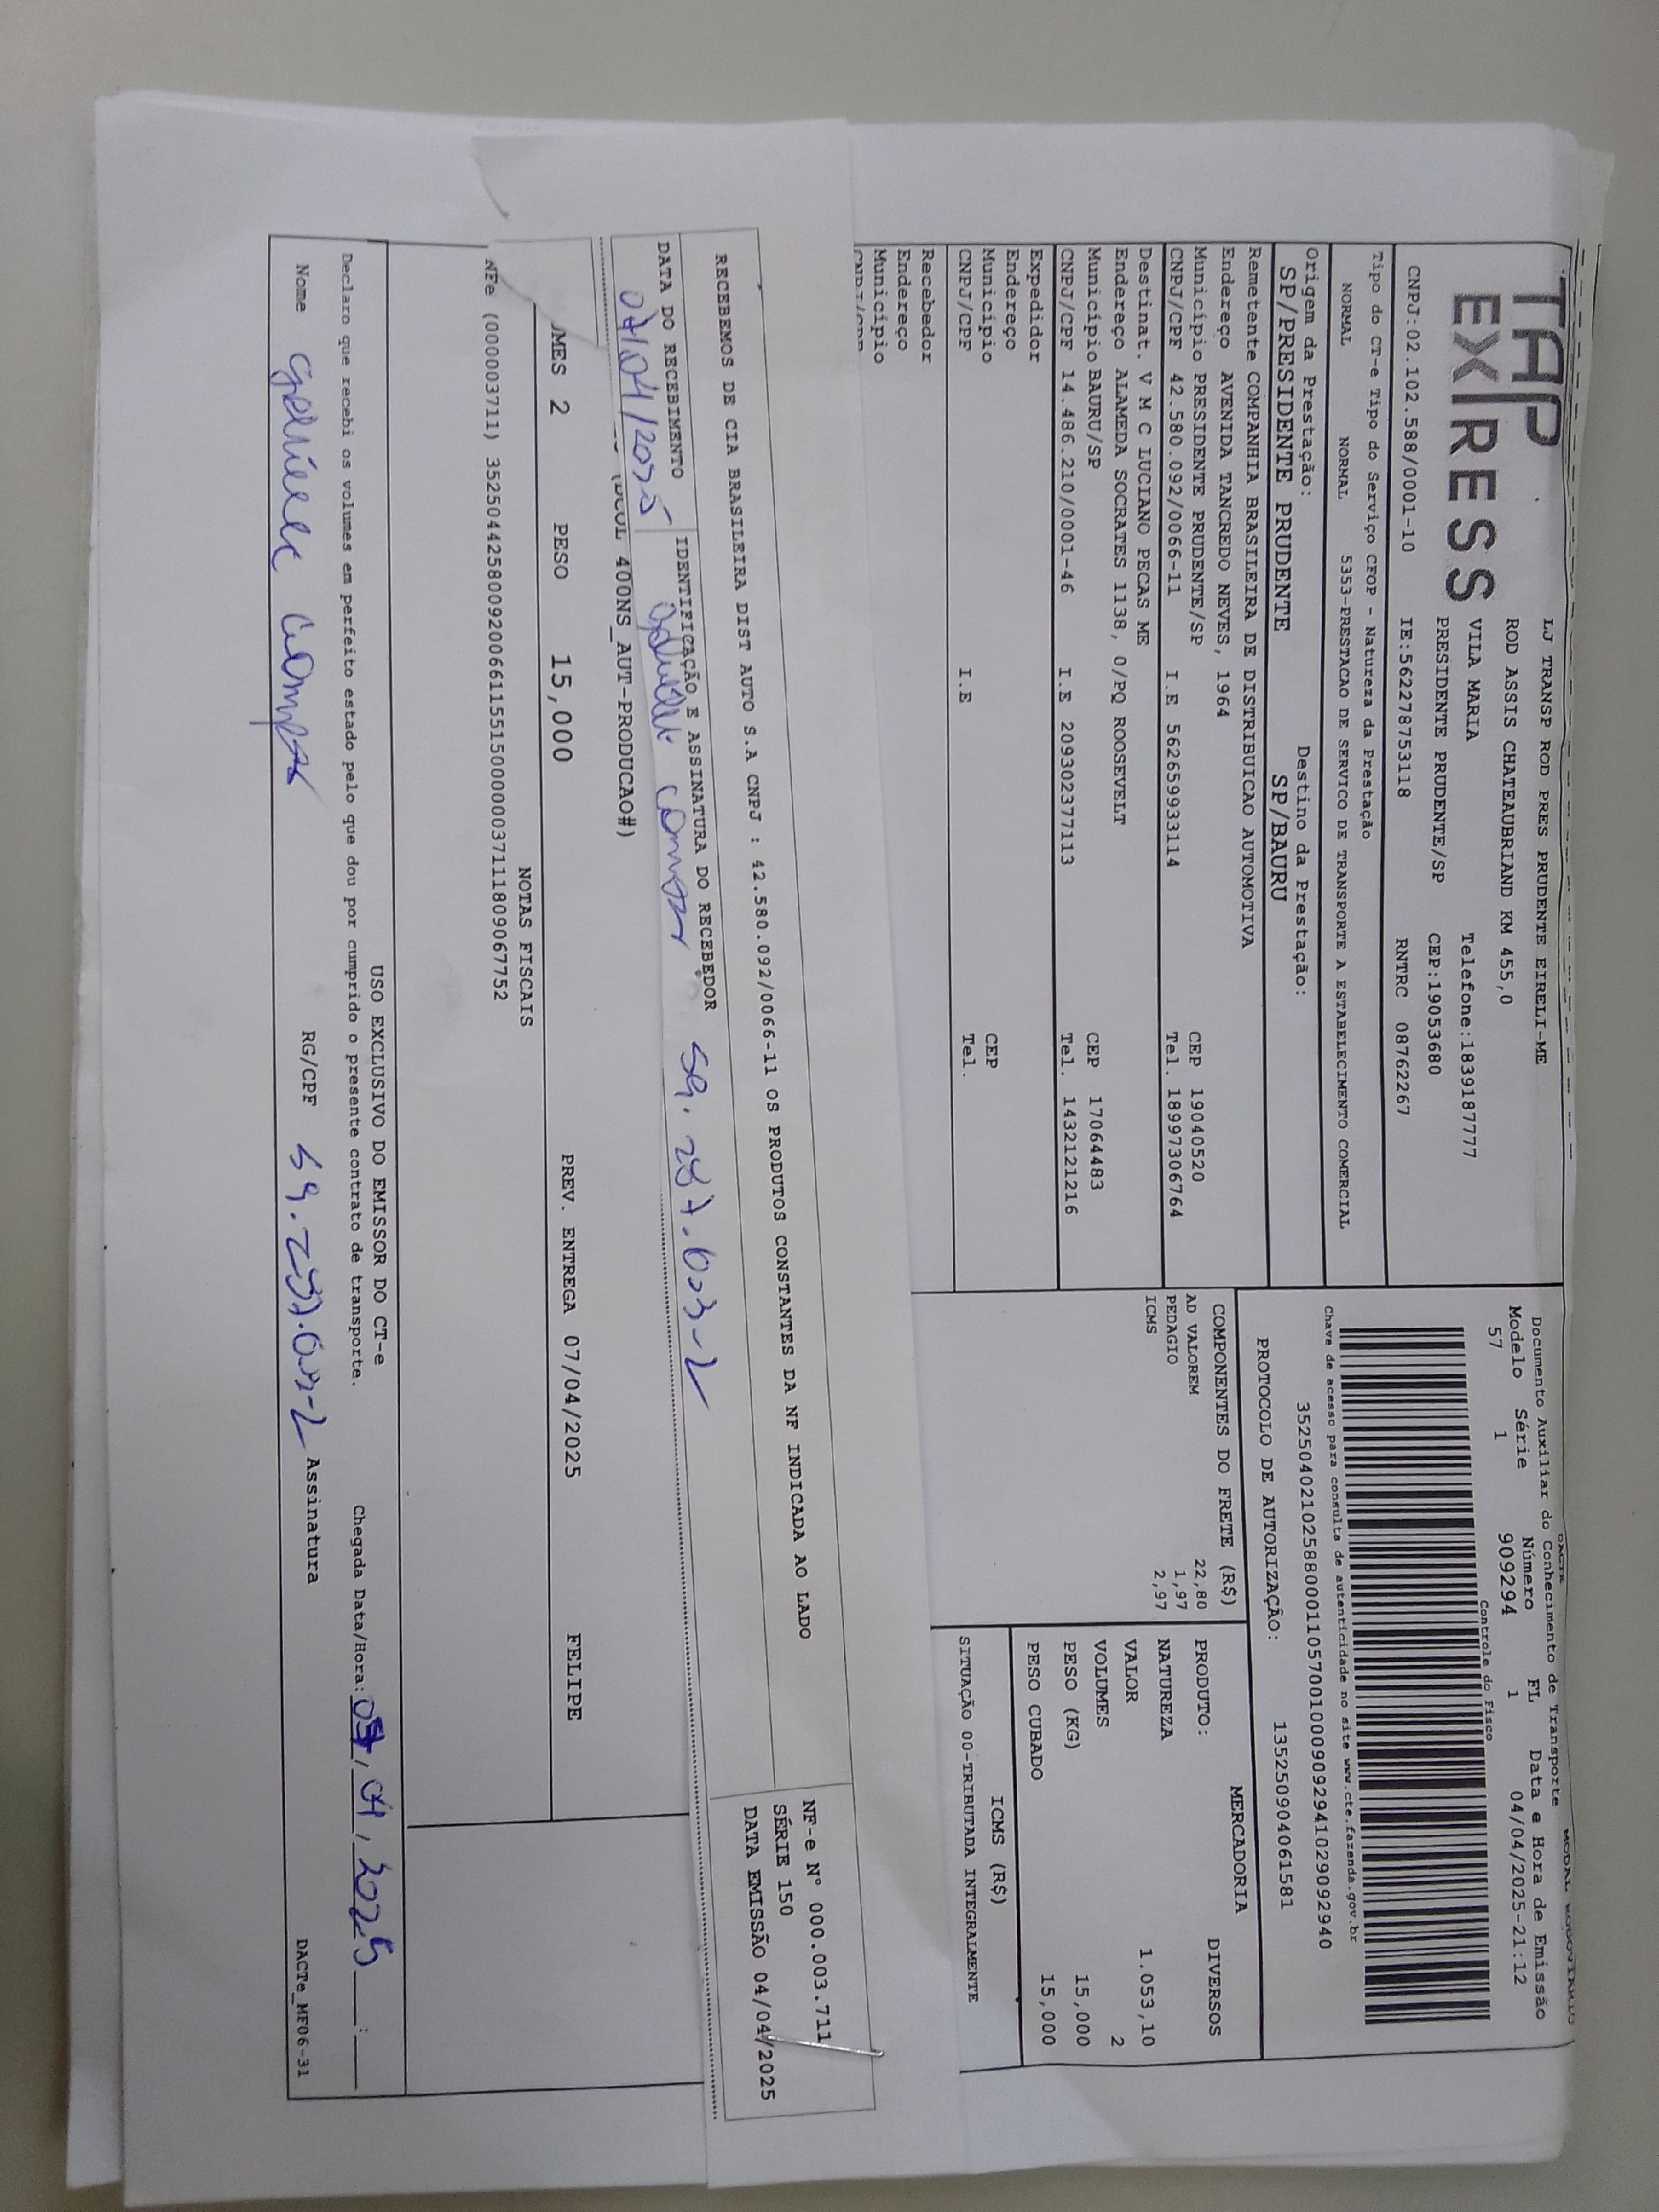 TAP
EXPRESS
LJ TRANSP ROD PRES PRUDENTE EIRELI-ME
ROD ASSIS CHATEAUBRIAND KM 455,0
VILA MARIA Telefone:1839187777
PRESIDENTE PRUDENTE/SP CEP:19053680
CNPJ:02.102.588/0001-10 IE:562278753118 RNTRC 08762267
Tipo do CT-e Tipo do Serviço CFOP - Natureza da Prestação
NORMAL NORMAL 5353-PRESTACAO DE SERVICO DE TRANSPORTE A ESTABELECIMENTO COMERCIAL
Origem da Prestação: Destino da Prestação:
SP/PRESIDENTE PRUDENTE SP/BAURU
Remetente COMPANHIA BRASILEIRA DE DISTRIBUICAO AUTOMOTIVA
Endereço AVENIDA TANCREDO NEVES, 1964
Município PRESIDENTE PRUDENTE/SP CEP 19040520
CNPJ/CPF 42.580.092/0066-11 I.E 562659933114 Tel. 18997306764
Destinat. V M C LUCIANO PECAS ME
Endereço ALAMEDA SOCRATES 1138, 0/PQ ROOSEVELT
Município BAURU/SP CEP 17064483
CNPJ/CPF 14.486.210/0001-46 I.E 209302377113 Tel. 1432121216
Expedidor
Endereço
Município CEP
CNPJ/CPF I.E Tel.
Recebedor
Endereço
Município
CNPJ/CPF
DACTE MODAL RODOVIARIO
Documento Auxiliar do Conhecimento de Transporte
Modelo Série Número FL Data e Hora de Emissão
57 1 909294 1 04/04/2025-21:12
Controle do Fisco
Chave de acesso para consulta de autenticidade no site www.cte.fazenda.gov.br
35250402102588000110570010009092941029092940
PROTOCOLO DE AUTORIZAÇÃO: 135250904061581
COMPONENTES DO FRETE (R$)
AD VALOREM 22,80
PEDAGIO 1,97
ICMS 2,97
MERCADORIA
PRODUTO: DIVERSOS
NATUREZA
VALOR 1.053,10
VOLUMES 2
PESO (KG) 15,000
PESO CUBADO 15,000
ICMS (R$)
SITUAÇÃO 00-TRIBUTADA INTEGRALMENTE
RECEBEMOS DE CIA BRASILEIRA DIST AUTO S.A CNPJ : 42.580.092/0066-11 OS PRODUTOS CONSTANTES DA NF INDICADA AO LADO
NF-e Nº 000.003.711
SÉRIE 150
DATA EMISSÃO 04/04/2025
DATA DO RECEBIMENTO IDENTIFICAÇÃO E ASSINATURA DO RECEBEDOR
07/04/2025
400NS_AUT-PRODUCAO#)
UMES 2 PESO 15,000 PREV. ENTREGA 07/04/2025 FELIPE
NOTAS FISCAIS
NFe (000003711) 35250442580092006611551500000037111809067752
USO EXCLUSIVO DO EMISSOR DO CT-e
Declaro que recebi os volumes em perfeito estado pelo que dou por cumprido o presente contrato de transporte. Chegada Data/Hora: 07/04/2025 __:__
Nome RG/CPF Assinatura
DACTe_MF06-31